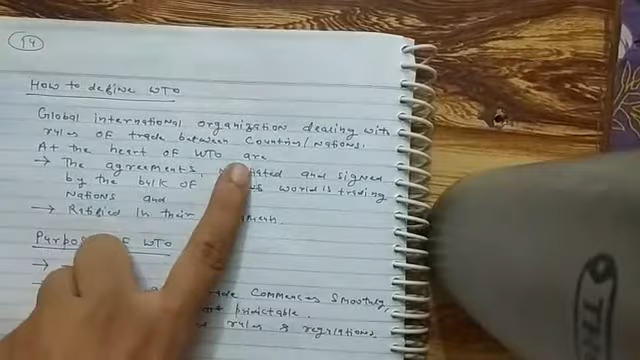 14
How to define WTO
Global international organization dealing with
rules of trade between Countries/Nations.
At the heart of WTO are
→ The agreements, and signed
by the bulk of world's trading
Nations and
→ Ratified in their
Purpose of WTO
→
commences smoothly,
predictable.
rules & regulations